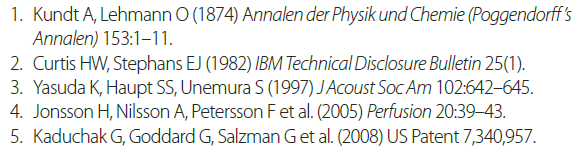 1. Kundt A, Lehmann O (1874) Annalen der Physik und Chemie (Poggendorff's
Annalen) 153:1–11.
2. Curtis HW, Stephans EJ (1982) IBM Technical Disclosure Bulletin 25(1).
3. Yasuda K, Haupt SS, Unemura S (1997) J Acoust Soc Am 102:642–645.
4. Jonsson H, Nilsson A, Petersson F et al. (2005) Perfusion 20:39–43.
5. Kaduchak G, Goddard G, Salzman G et al. (2008) US Patent 7,340,957.